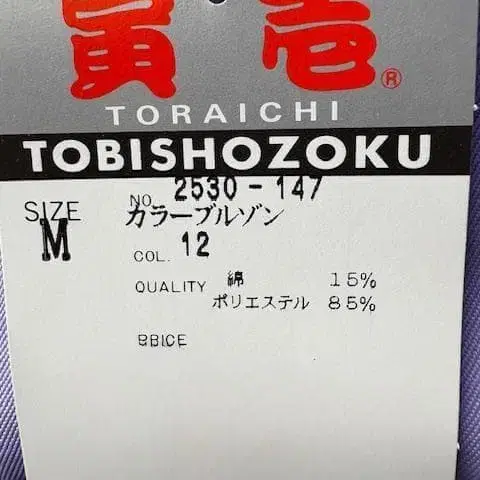 寅壱®
TORAICHI
TOBISHOZOKU
NO. 2530-147
SIZE カラーブルゾン
M
COL. 12
QUALITY 綿 15%
ポリエステル 85%
BBICE